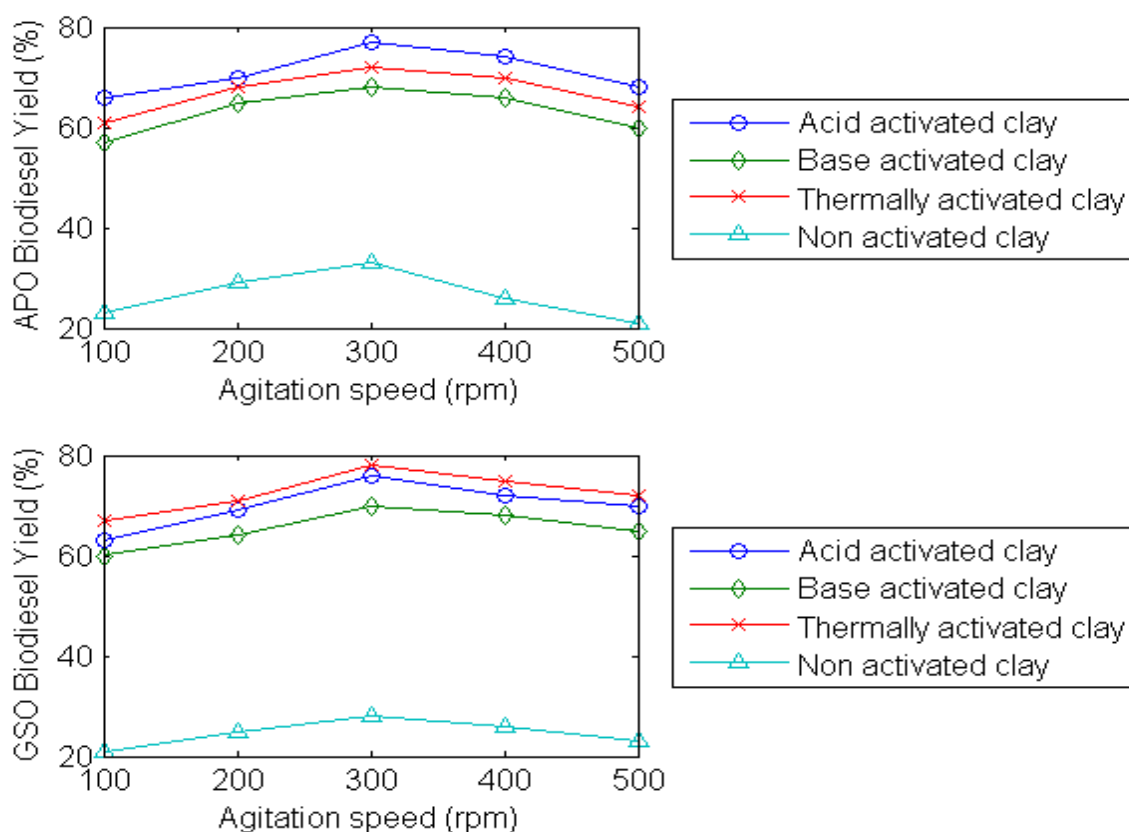 APO Biodiesel Yield (%)
80
60
40
20
100 200 300 400 500
Agitation speed (rpm)
Acid activated clay
Base activated clay
Thermally activated clay
Non activated clay
GSO Biodiesel Yield (%)
80
60
40
20
100 200 300 400 500
Agitation speed (rpm)
Acid activated clay
Base activated clay
Thermally activated clay
Non activated clay